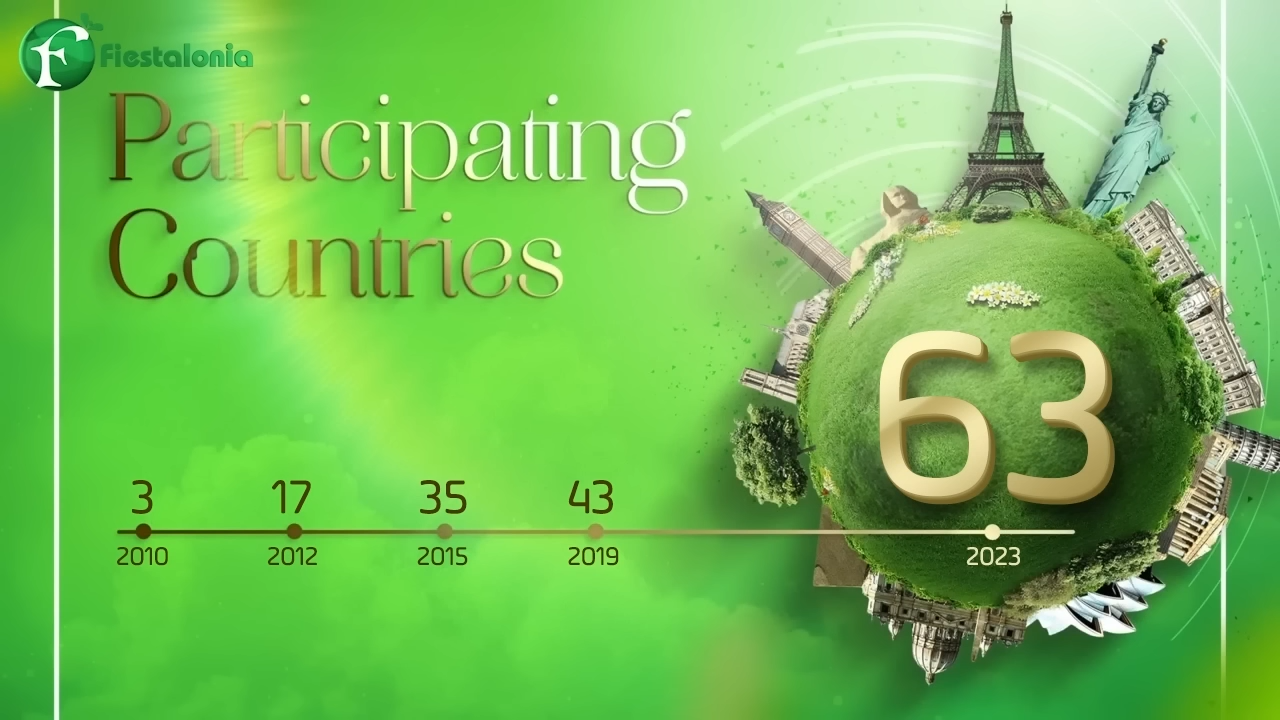 f
the
Fiestalonia
Participating
Countries
63
3 17 35 43
2010 2012 2015 2019 2023